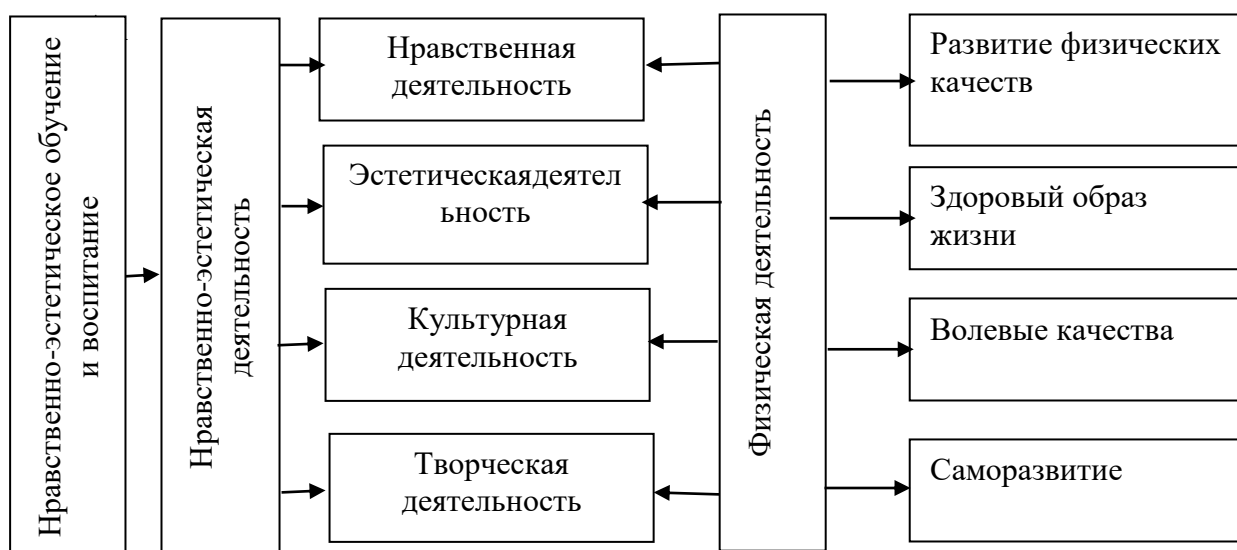 Нравственно-эстетическое обучение
и воспитание
Нравственно-эстетическая
деятельность
Нравственная
деятельность
Эстетическаядеятел
ьность
Культурная
деятельность
Творческая
деятельность
Физическая деятельность
Развитие физических
качеств
Здоровый образ
жизни
Волевые качества
Саморазвитие